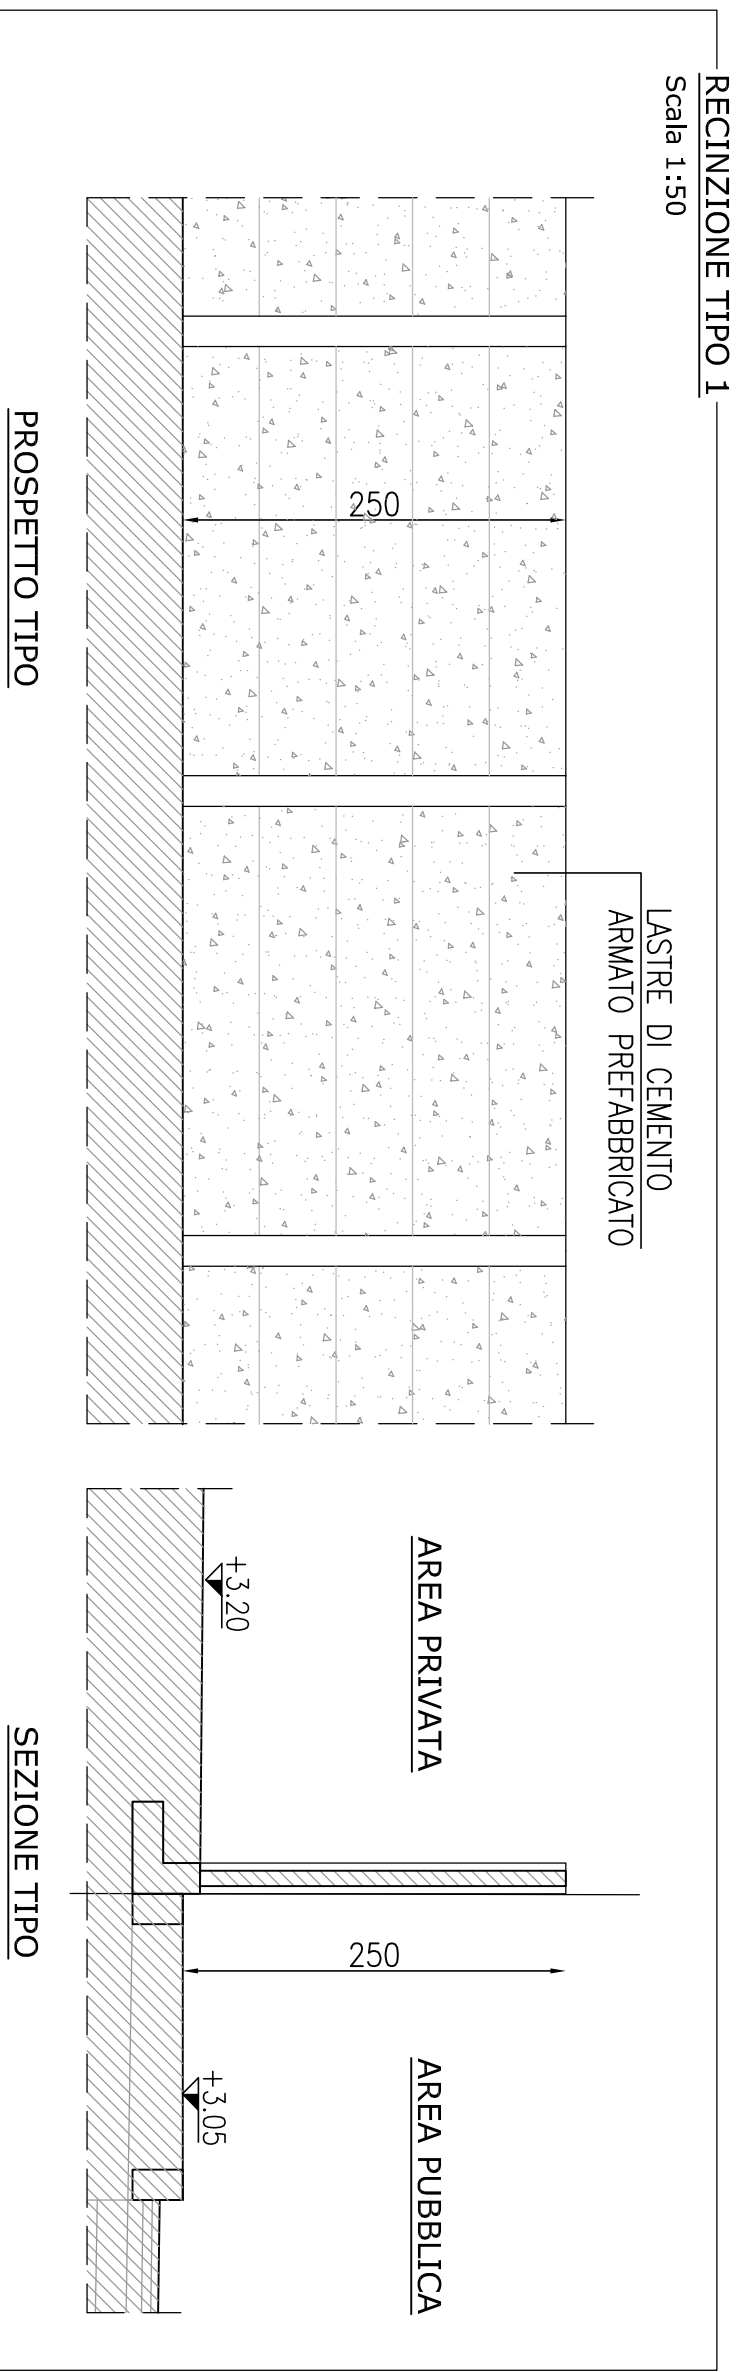 RECINZIONE TIPO 1
Scala 1:50
LASTRE DI CEMENTO
ARMATO PREFABBRICATO
250
PROSPETTO TIPO
AREA PRIVATA
AREA PUBBLICA
+3.20
250
+3.05
SEZIONE TIPO